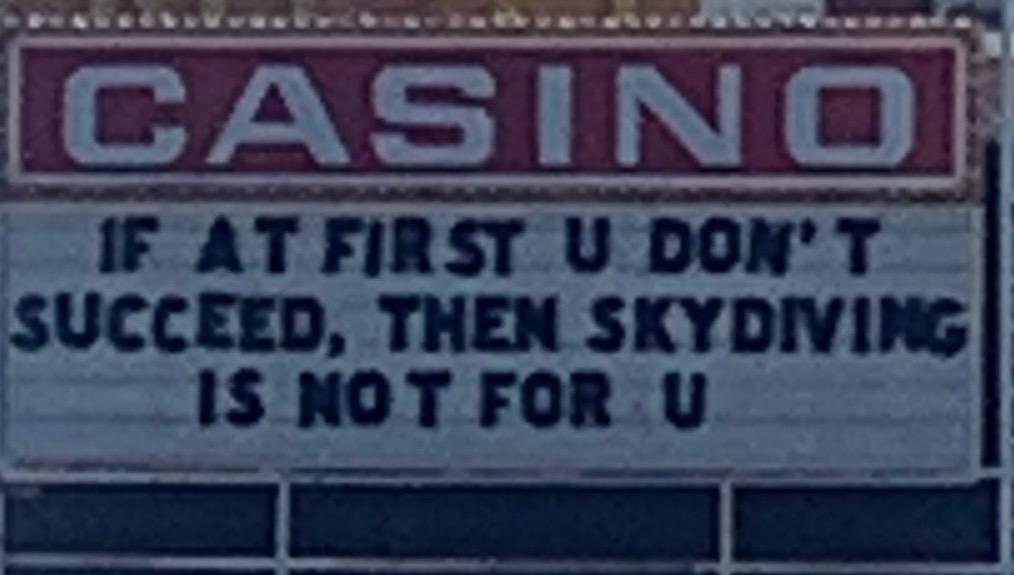 CASINO
IF AT FIRST U DON'T
SUCCEED, THEN SKYDIVING
IS NOT FOR U